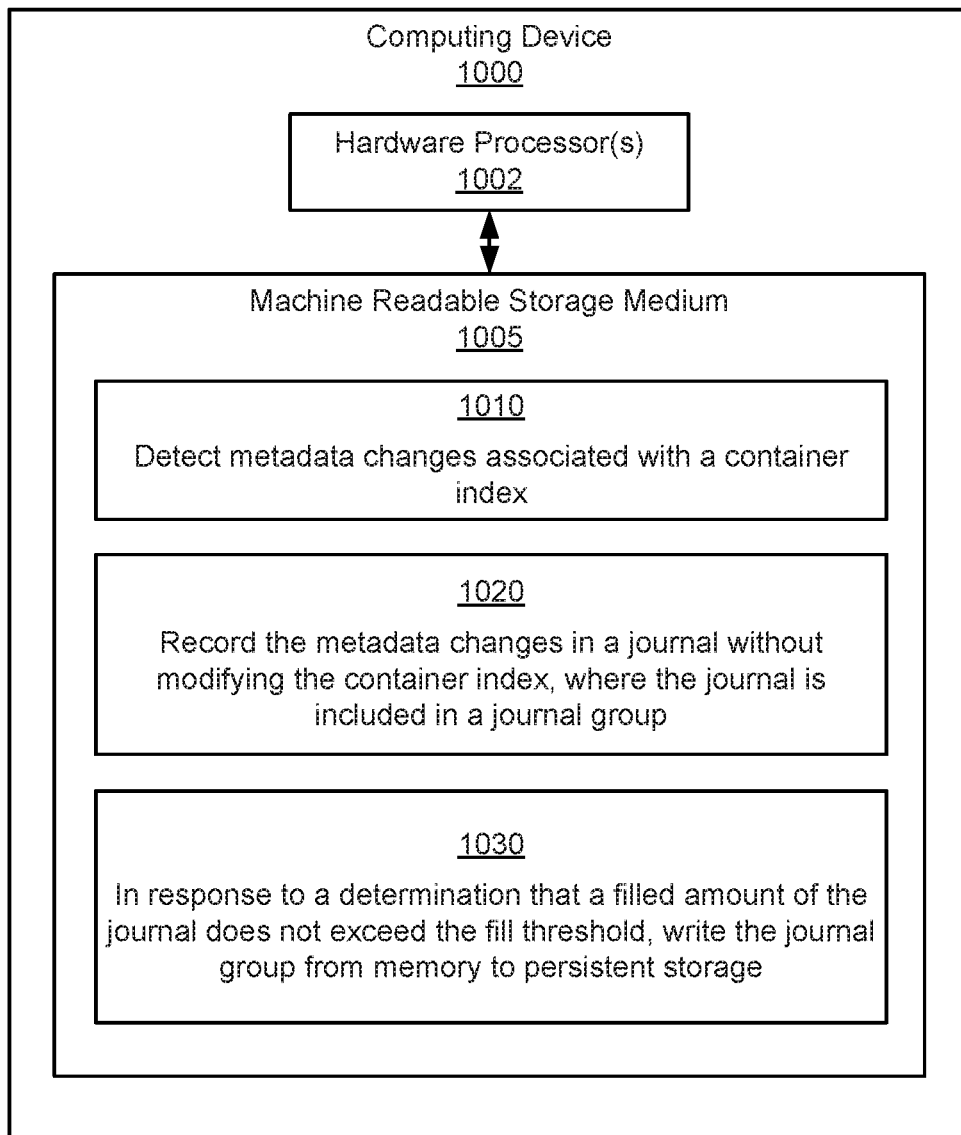 Computing Device
1000
Hardware Processor(s)
1002
Machine Readable Storage Medium
1005
1010
Detect metadata changes associated with a container
index
1020
Record the metadata changes in a journal without
modifying the container index, where the journal is
included in a journal group
1030
In response to a determination that a filled amount of the
journal does not exceed the fill threshold, write the journal
group from memory to persistent storage